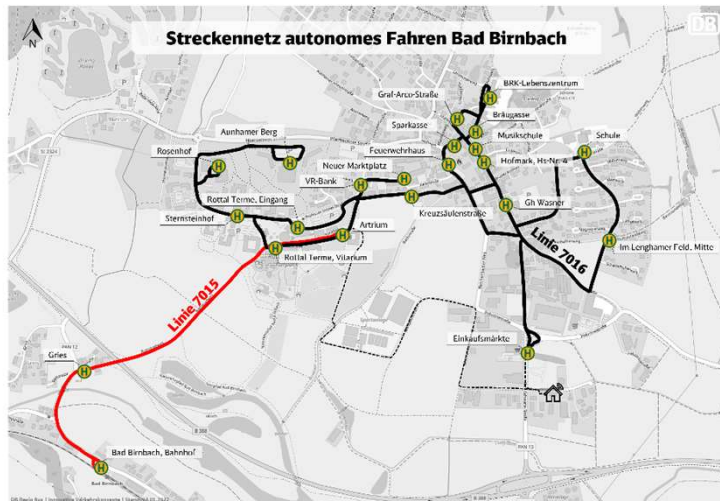 Streckennetz autonomes Fahren Bad Birnbach
DB
N
BRK-Lebenszentrum
Graf-Arco-Straße
Bräugasse
Sparkasse
Musikschule
Schule
Aunhamer Berg
Feuerwehrhaus
Rosenhof
Neuer Marktplatz
Hofmark, Hs-Nr. 4
VR-Bank
Rottal Terme, Eingang
Gh Wasner
Sternsteinhof
Artrium
Kreuzsäulenstraße
Im Lenghamer Feld, Mitte
Rottal Terme, Vitarium
Linie 7016
Linie 7015
Einkaufsmärkte
Gries
Bad Birnbach, Bahnhof
Bad Birnbach